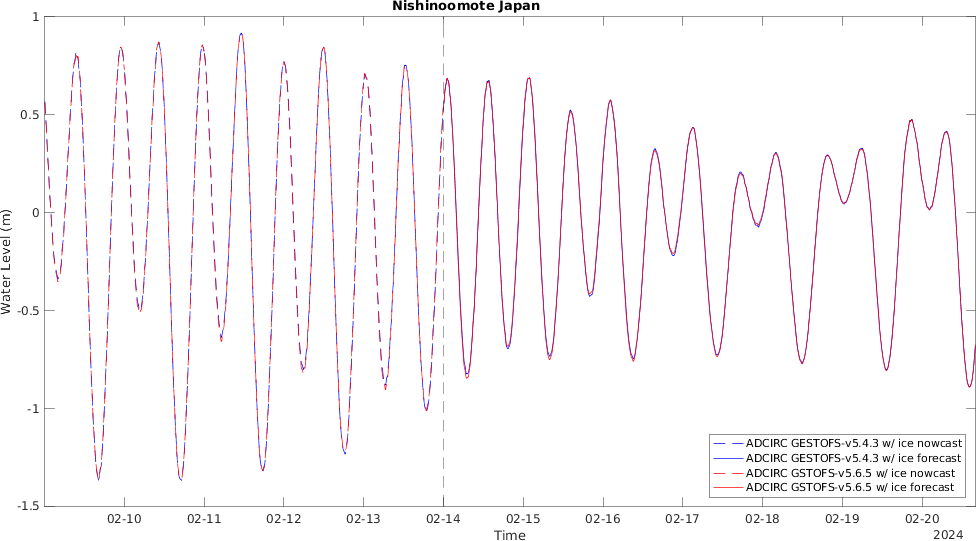 Nishinoomote Japan
1
0.5
0
-0.5
-1
-1.5
Water Level (m)
02-10
02-11
02-12
02-13
02-14
02-15
02-16
02-17
02-18
02-19
02-20
Time
2024
ADCIRC GESTOFS-v5.4.3 w/ ice nowcast
ADCIRC GESTOFS-v5.4.3 w/ ice forecast
ADCIRC GSTOFS-v5.6.5 w/ ice nowcast
ADCIRC GSTOFS-v5.6.5 w/ ice forecast